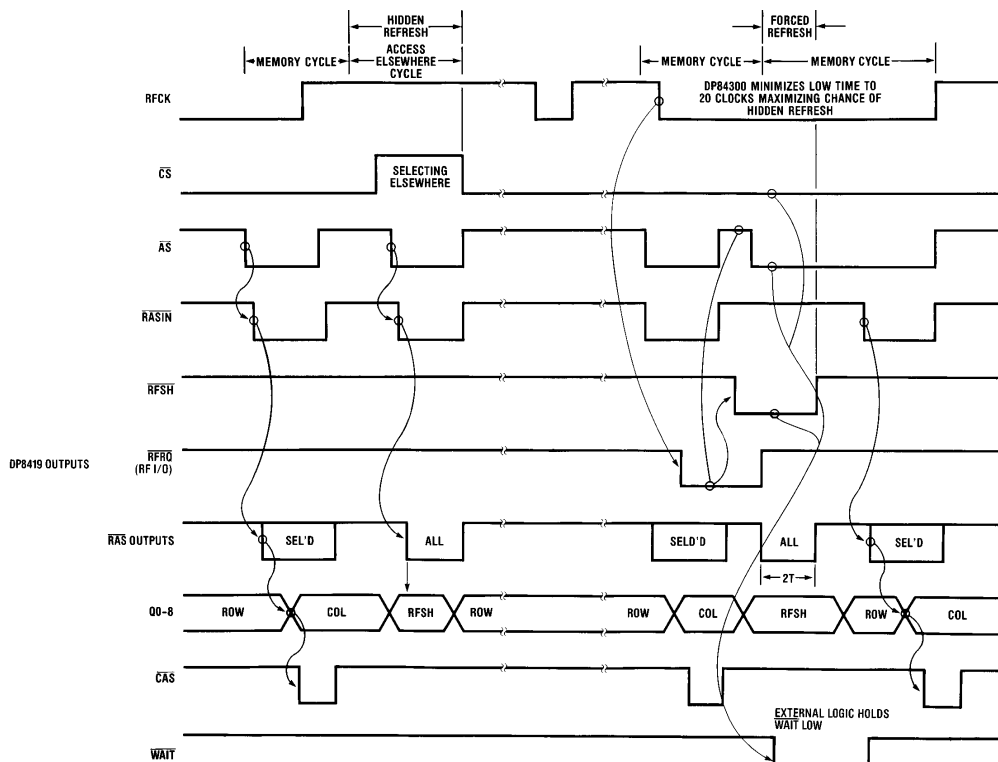 HIDDEN
REFRESH
FORCED
REFRESH
MEMORY CYCLE
ACCESS
ELSEWHERE
CYCLE
MEMORY CYCLE
MEMORY CYCLE
RFCK
DP84300 MINIMIZES LOW TIME TO
20 CLOCKS MAXIMIZING CHANCE OF
HIDDEN REFRESH
CS
SELECTING
ELSEWHERE
AS
RASIN
RFSH
DP8419 OUTPUTS
RFRQ
(RF I/O)
RAS OUTPUTS
SEL'D
ALL
SELD'D
ALL
SEL'D
2T
Q0-8
ROW
COL
RFSH
ROW
ROW
COL
RFSH
ROW
COL
CAS
EXTERNAL LOGIC HOLDS
WAIT LOW
WAIT